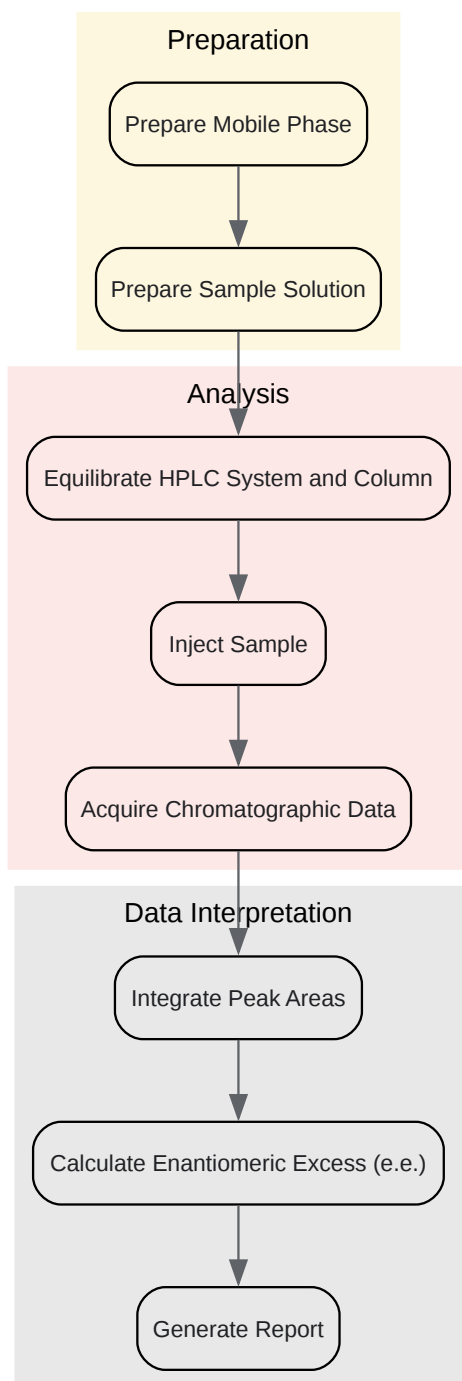 Preparation
Prepare Mobile Phase
Prepare Sample Solution
Analysis
Equilibrate HPLC System and Column
Inject Sample
Acquire Chromatographic Data
Data Interpretation
Integrate Peak Areas
Calculate Enantiomeric Excess (e.e.)
Generate Report